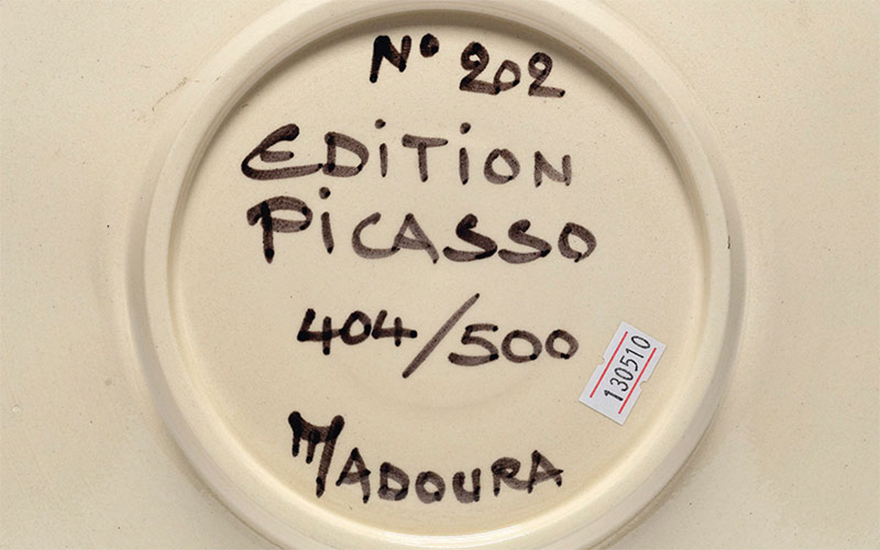 N° 202
EDiTiON
PiCASSO
404/500
130510
MADOURA